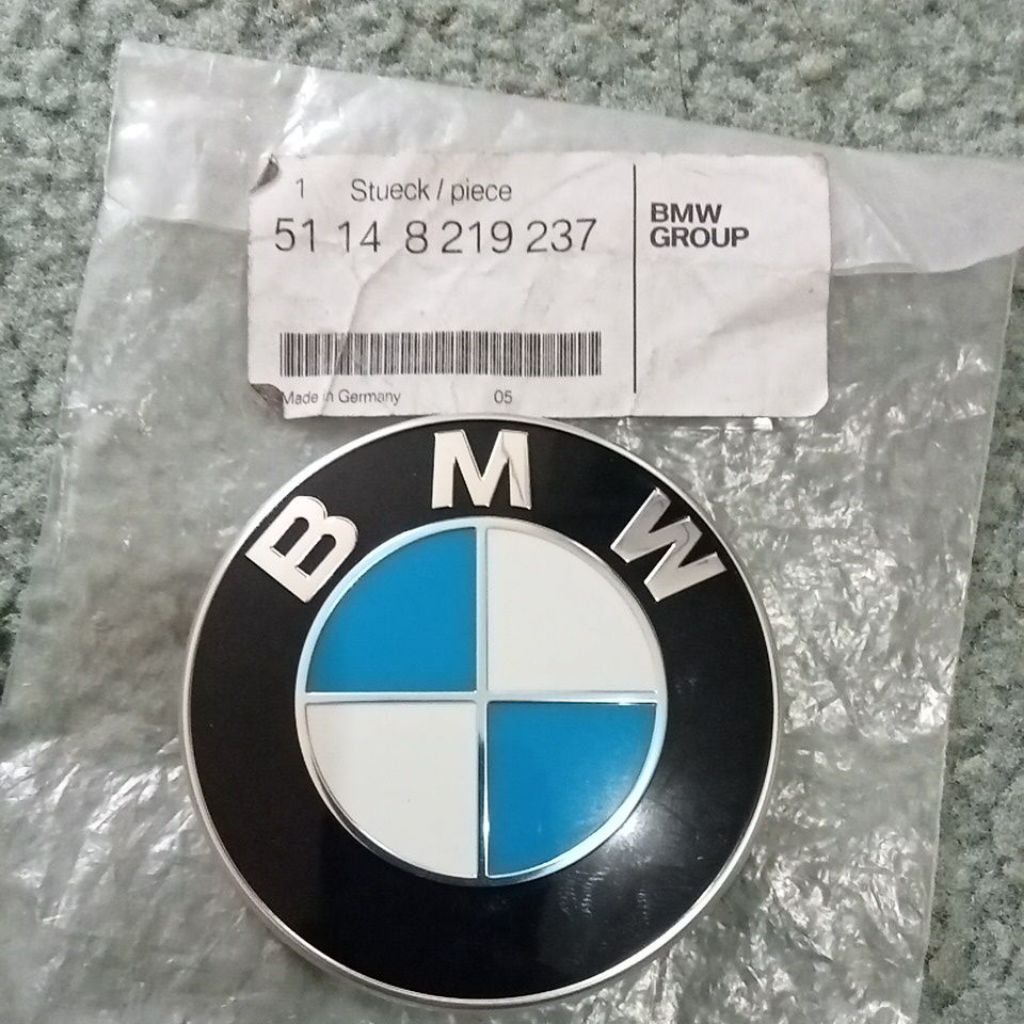 1 Stueck / piece
51 14 8 219 237
BMW
GROUP
Made in Germany 05
BMW